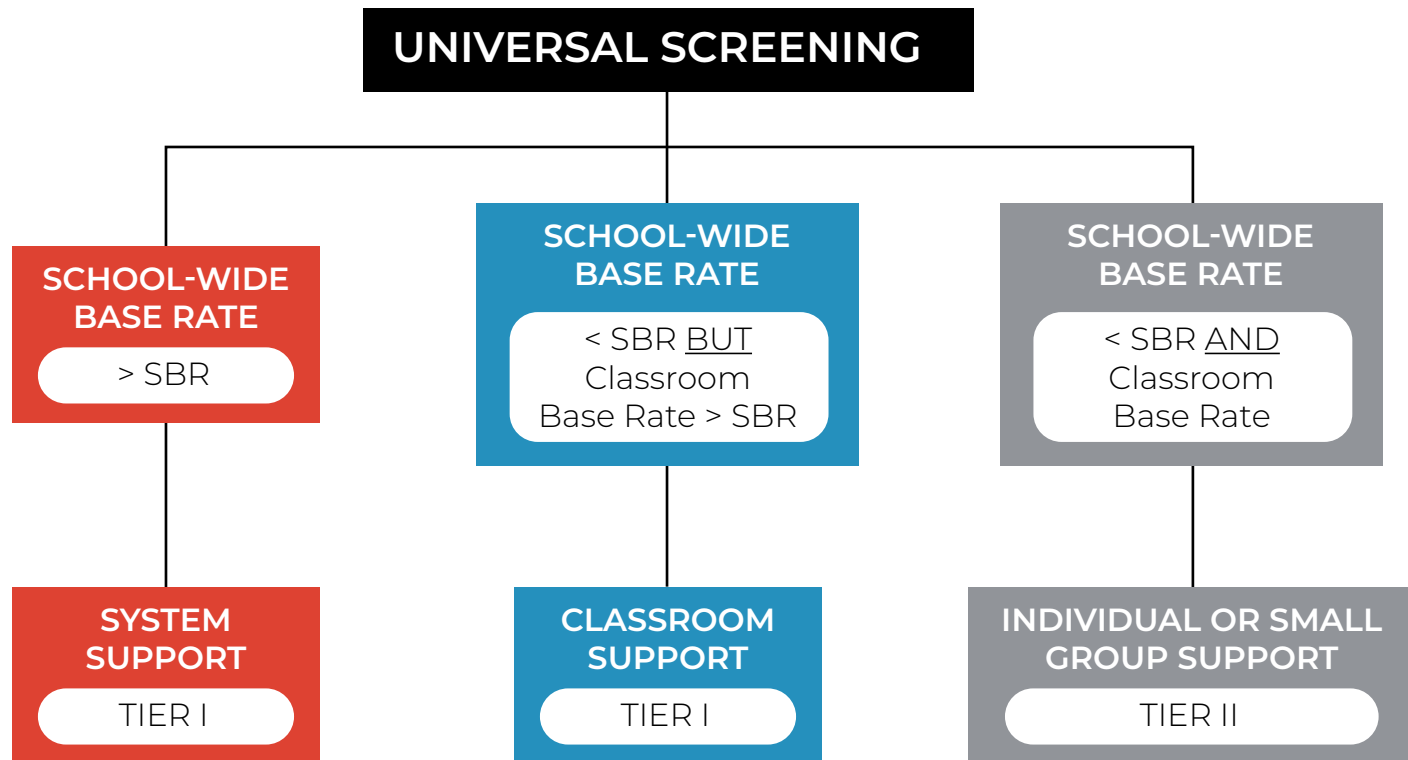 UNIVERSAL SCREENING
SCHOOL-WIDE
BASE RATE
> SBR
SCHOOL-WIDE
BASE RATE
< SBR BUT
Classroom
Base Rate > SBR
SCHOOL-WIDE
BASE RATE
< SBR AND
Classroom
Base Rate
SYSTEM
SUPPORT
TIER I
CLASSROOM
SUPPORT
TIER I
INDIVIDUAL OR SMALL
GROUP SUPPORT
TIER II